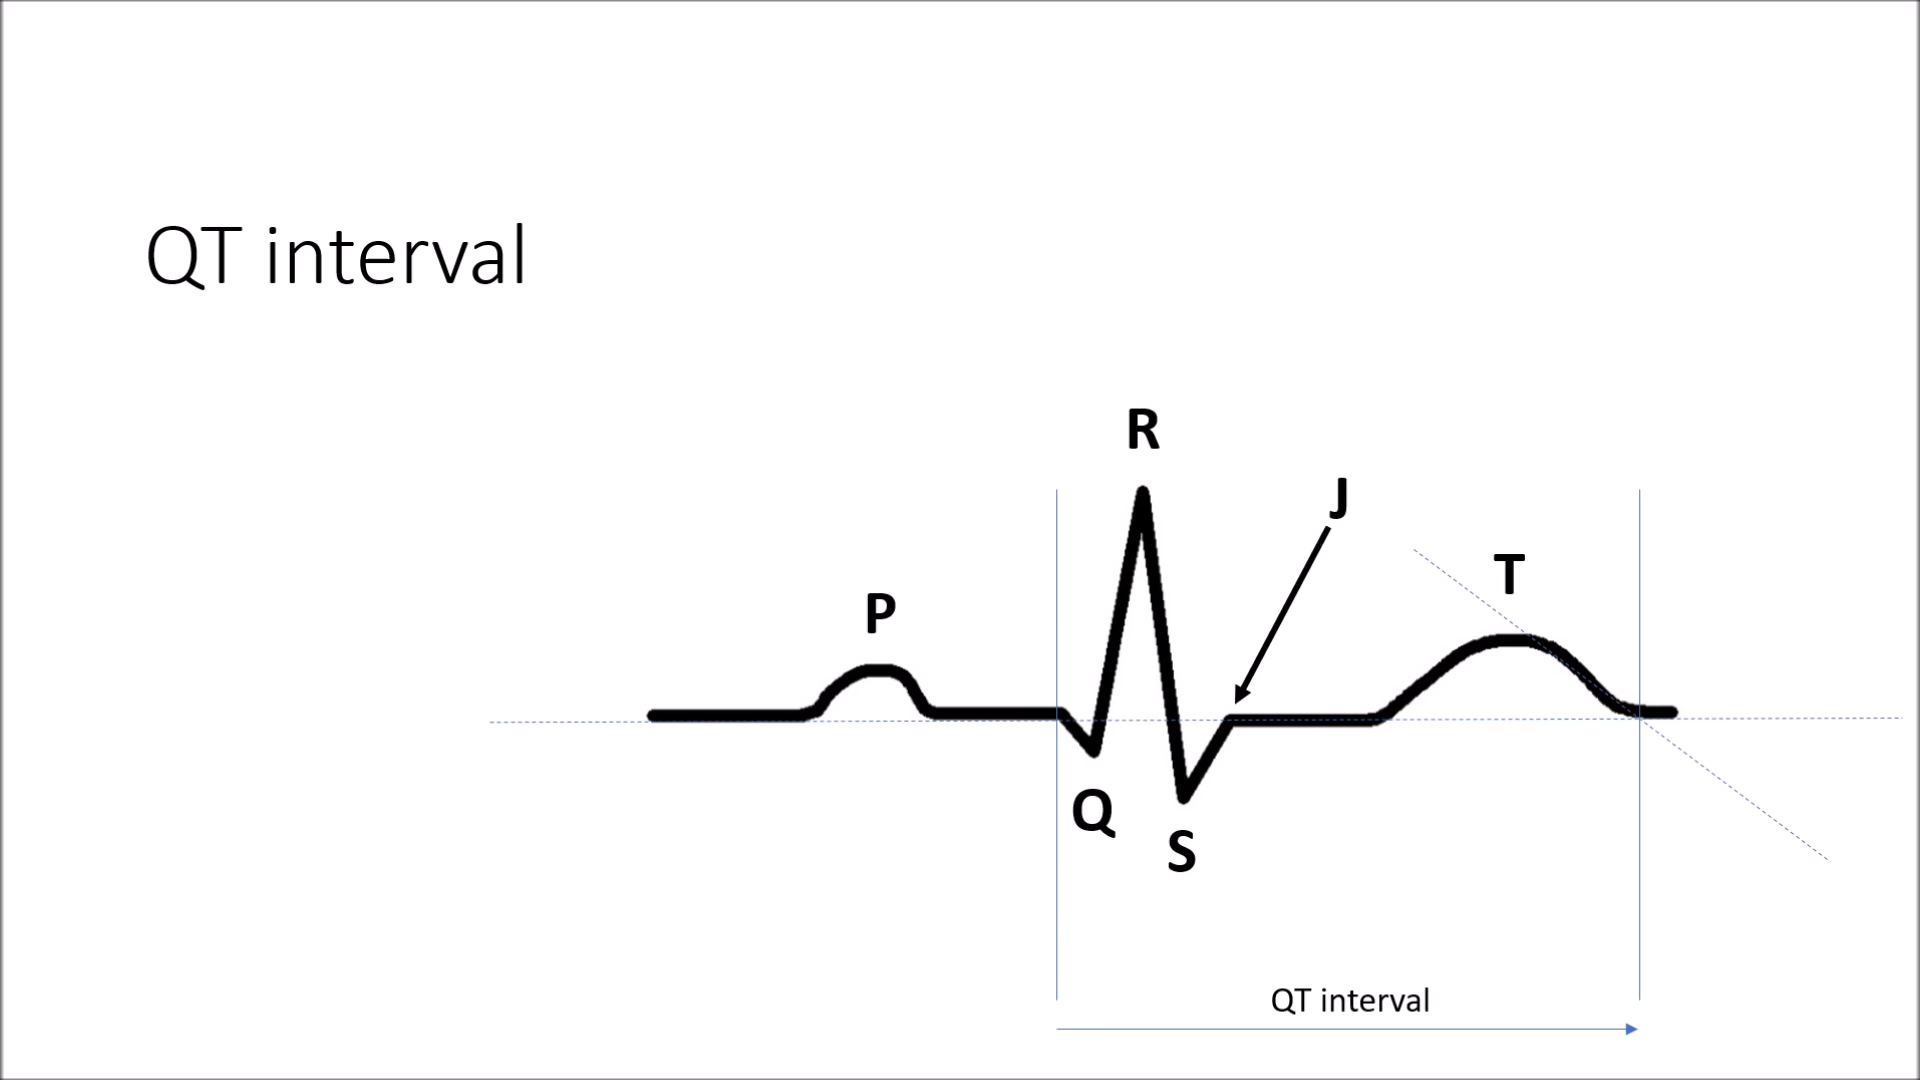 QT interval
R
J
T
P
Q
S
QT interval